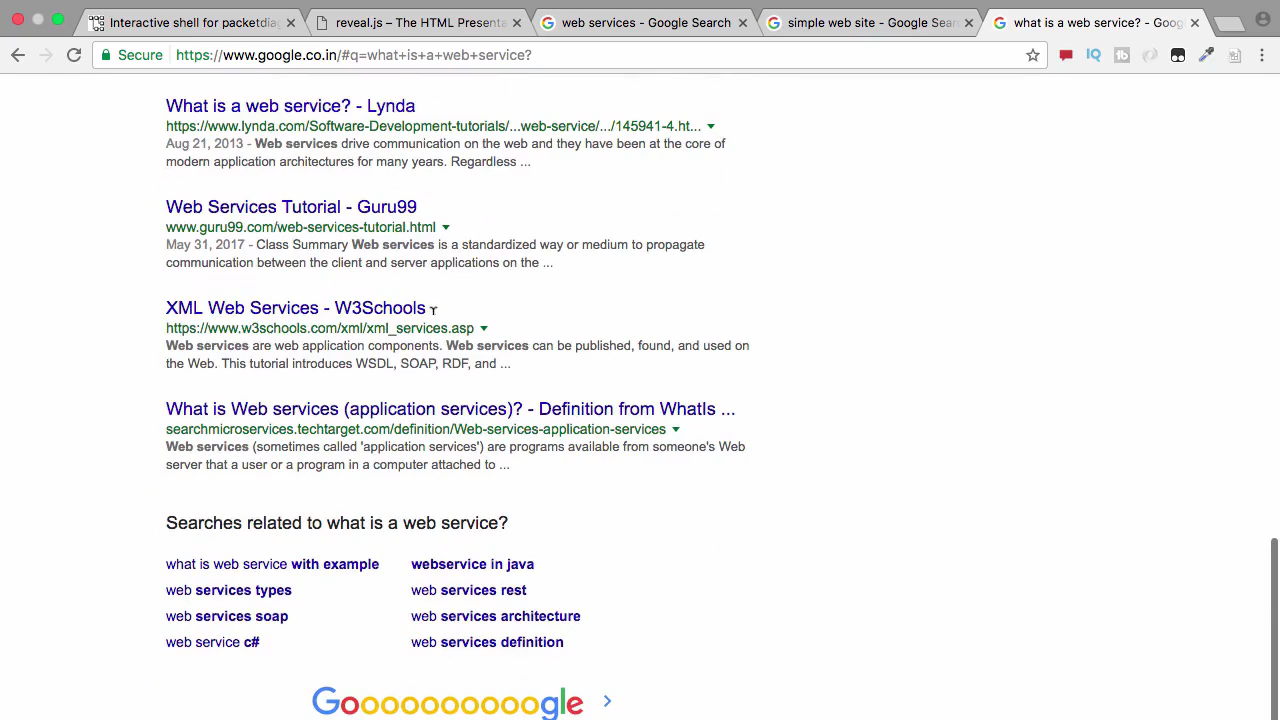 Interactive shell for packetdiag
reveal.js – The HTML Presenta
web services - Google Search
simple web site - Google Sear
what is a web service? - Goog
Secure https://www.google.co.in/#q=what+is+a+web+service?
What is a web service? - Lynda
https://www.lynda.com/Software-Development-tutorials/...web-service/.../145941-4.ht...
Aug 21, 2013 - Web services drive communication on the web and they have been at the core of
modern application architectures for many years. Regardless ...
Web Services Tutorial - Guru99
www.guru99.com/web-services-tutorial.html
May 31, 2017 - Class Summary Web services is a standardized way or medium to propagate
communication between the client and server applications on the ...
XML Web Services - W3Schools
https://www.w3schools.com/xml/xml_services.asp
Web services are web application components. Web services can be published, found, and used on
the Web. This tutorial introduces WSDL, SOAP, RDF, and ...
What is Web services (application services)? - Definition from WhatIs ...
searchmicroservices.techtarget.com/definition/Web-services-application-services
Web services (sometimes called 'application services') are programs available from someone's Web
server that a user or a program in a computer attached to ...
Searches related to what is a web service?
what is web service with example
webservice in java
web services types
web services rest
web services soap
web services architecture
web service c#
web services definition
Goooooooooogle